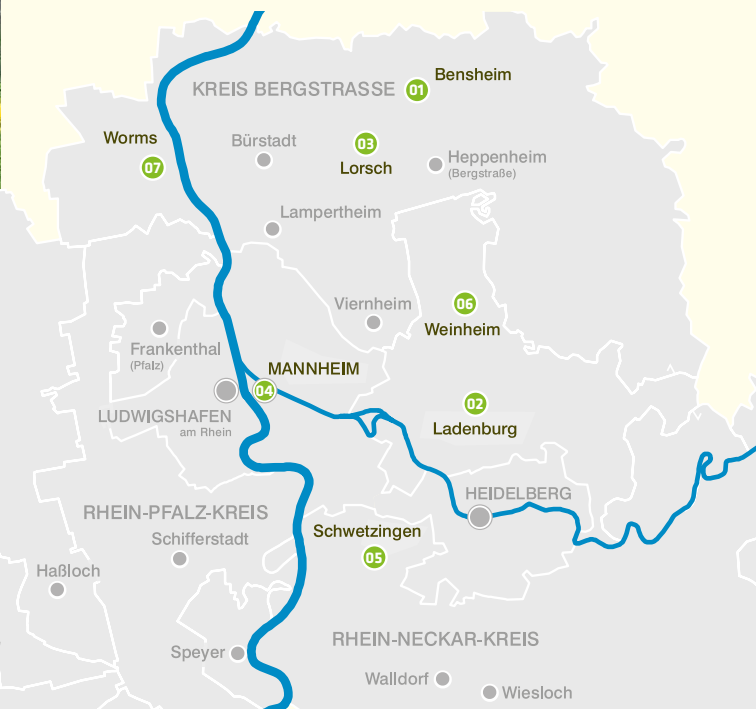 Bensheim
KREIS BERGSTRASSE
01
Worms
07
Bürstadt
03
Lorsch
Heppenheim
(Bergstraße)
Lampertheim
Viernheim
06
Weinheim
Frankenthal
(Pfalz)
MANNHEIM
04
LUDWIGSHAFEN
am Rhein
02
Ladenburg
HEIDELBERG
RHEIN-PFALZ-KREIS
Schifferstadt
Schwetzingen
05
Haßloch
RHEIN-NECKAR-KREIS
Speyer
Walldorf
Wiesloch